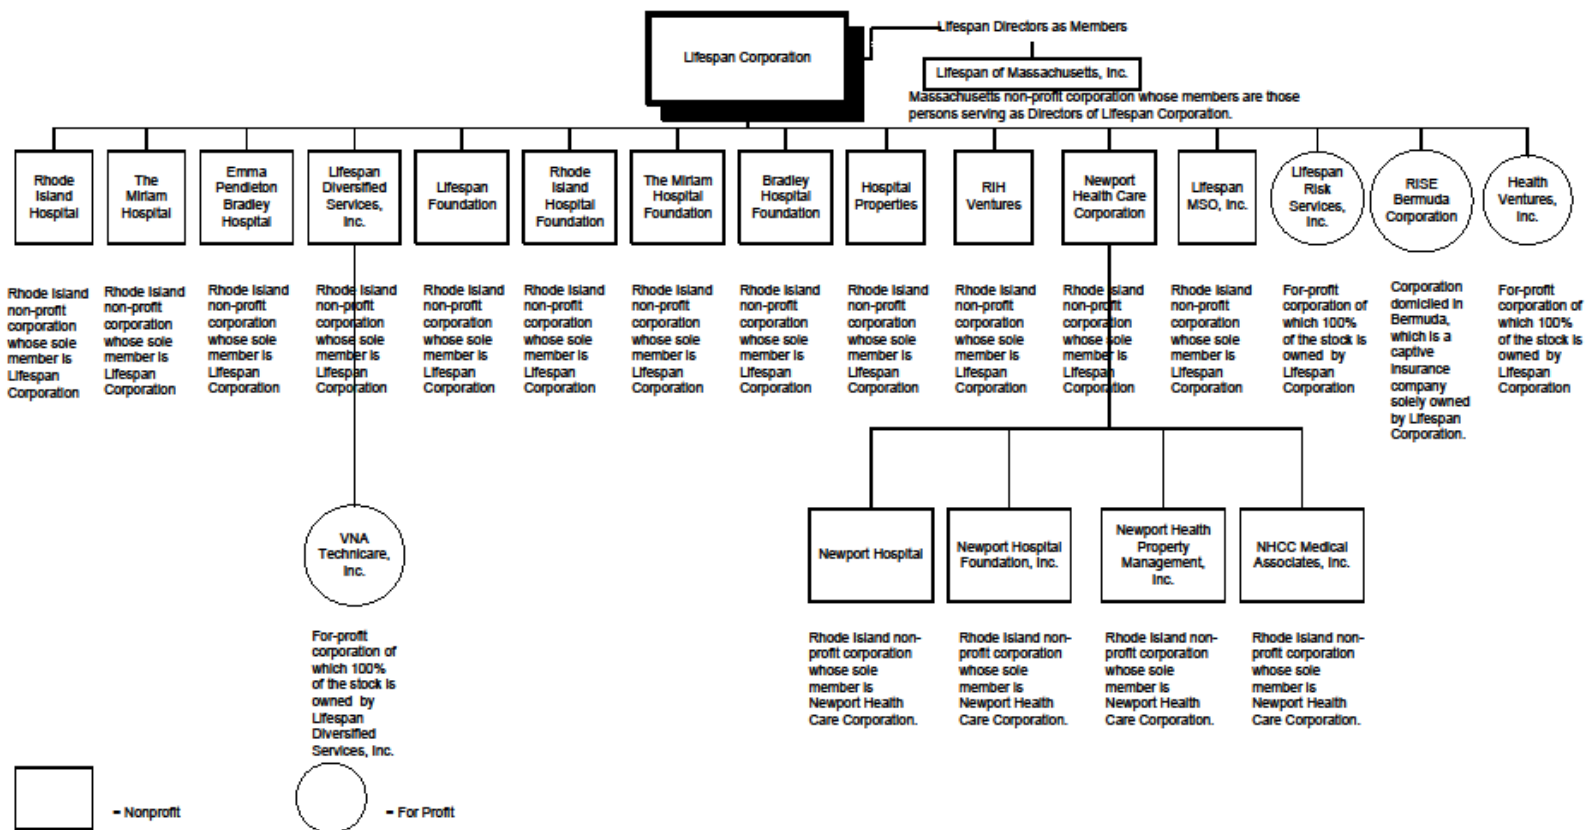 Lifespan Corporation
Lifespan Directors as Members
Lifespan of Massachusetts, Inc.
Massachusetts non-profit corporation whose members are those
persons serving as Directors of Lifespan Corporation.
Rhode
Island
Hospital
The
Miriam
Hospital
Emma
Pendleton
Bradley
Hospital
Lifespan
Diversified
Services,
Inc.
Lifespan
Foundation
Rhode
Island
Hospital
Foundation
The Miriam
Hospital
Foundation
Bradley
Hospital
Foundation
Hospital
Properties
RIH
Ventures
Newport
Health Care
Corporation
Lifespan
MSO, Inc.
Lifespan
Risk
Services,
Inc.
RISE
Bermuda
Corporation
Health
Ventures,
Inc.
Rhode Island
non-profit
corporation
whose sole
member is
Lifespan
Corporation
Rhode Island
non-profit
corporation
whose sole
member is
Lifespan
Corporation
Rhode Island
non-profit
corporation
whose sole
member is
Lifespan
Corporation
Rhode Island
non-profit
corporation
whose sole
member is
Lifespan
Corporation
Rhode Island
non-profit
corporation
whose sole
member is
Lifespan
Corporation
Rhode Island
non-profit
corporation
whose sole
member is
Lifespan
Corporation
Rhode Island
non-profit
corporation
whose sole
member is
Lifespan
Corporation
Rhode Island
non-profit
corporation
whose sole
member is
Lifespan
Corporation
Rhode Island
non-profit
corporation
whose sole
member is
Lifespan
Corporation
Rhode Island
non-profit
corporation
whose sole
member is
Lifespan
Corporation
Rhode Island
non-profit
corporation
whose sole
member is
Lifespan
Corporation
Rhode Island
non-profit
corporation
whose sole
member is
Lifespan
Corporation
For-profit
corporation of
which 100%
of the stock is
owned by
Lifespan
Corporation
Corporation
domiciled in
Bermuda,
which is a
captive
insurance
company
solely owned
by Lifespan
Corporation.
For-profit
corporation of
which 100%
of the stock is
owned by
Lifespan
Corporation
VNA
Technicare,
Inc.
Newport Hospital
Newport Hospital
Foundation, Inc.
Newport Health
Property
Management,
Inc.
NHCC Medical
Associates, Inc.
For-profit
corporation of
which 100%
of the stock is
owned by
Lifespan
Diversified
Services, Inc.
Rhode Island non-
profit corporation
whose sole
member is
Newport Health
Care Corporation.
Rhode Island non-
profit corporation
whose sole
member is
Newport Health
Care Corporation.
Rhode Island non-
profit corporation
whose sole
member is
Newport Health
Care Corporation.
Rhode Island non-
profit corporation
whose sole
member is
Newport Health
Care Corporation.
= Nonprofit
= For Profit